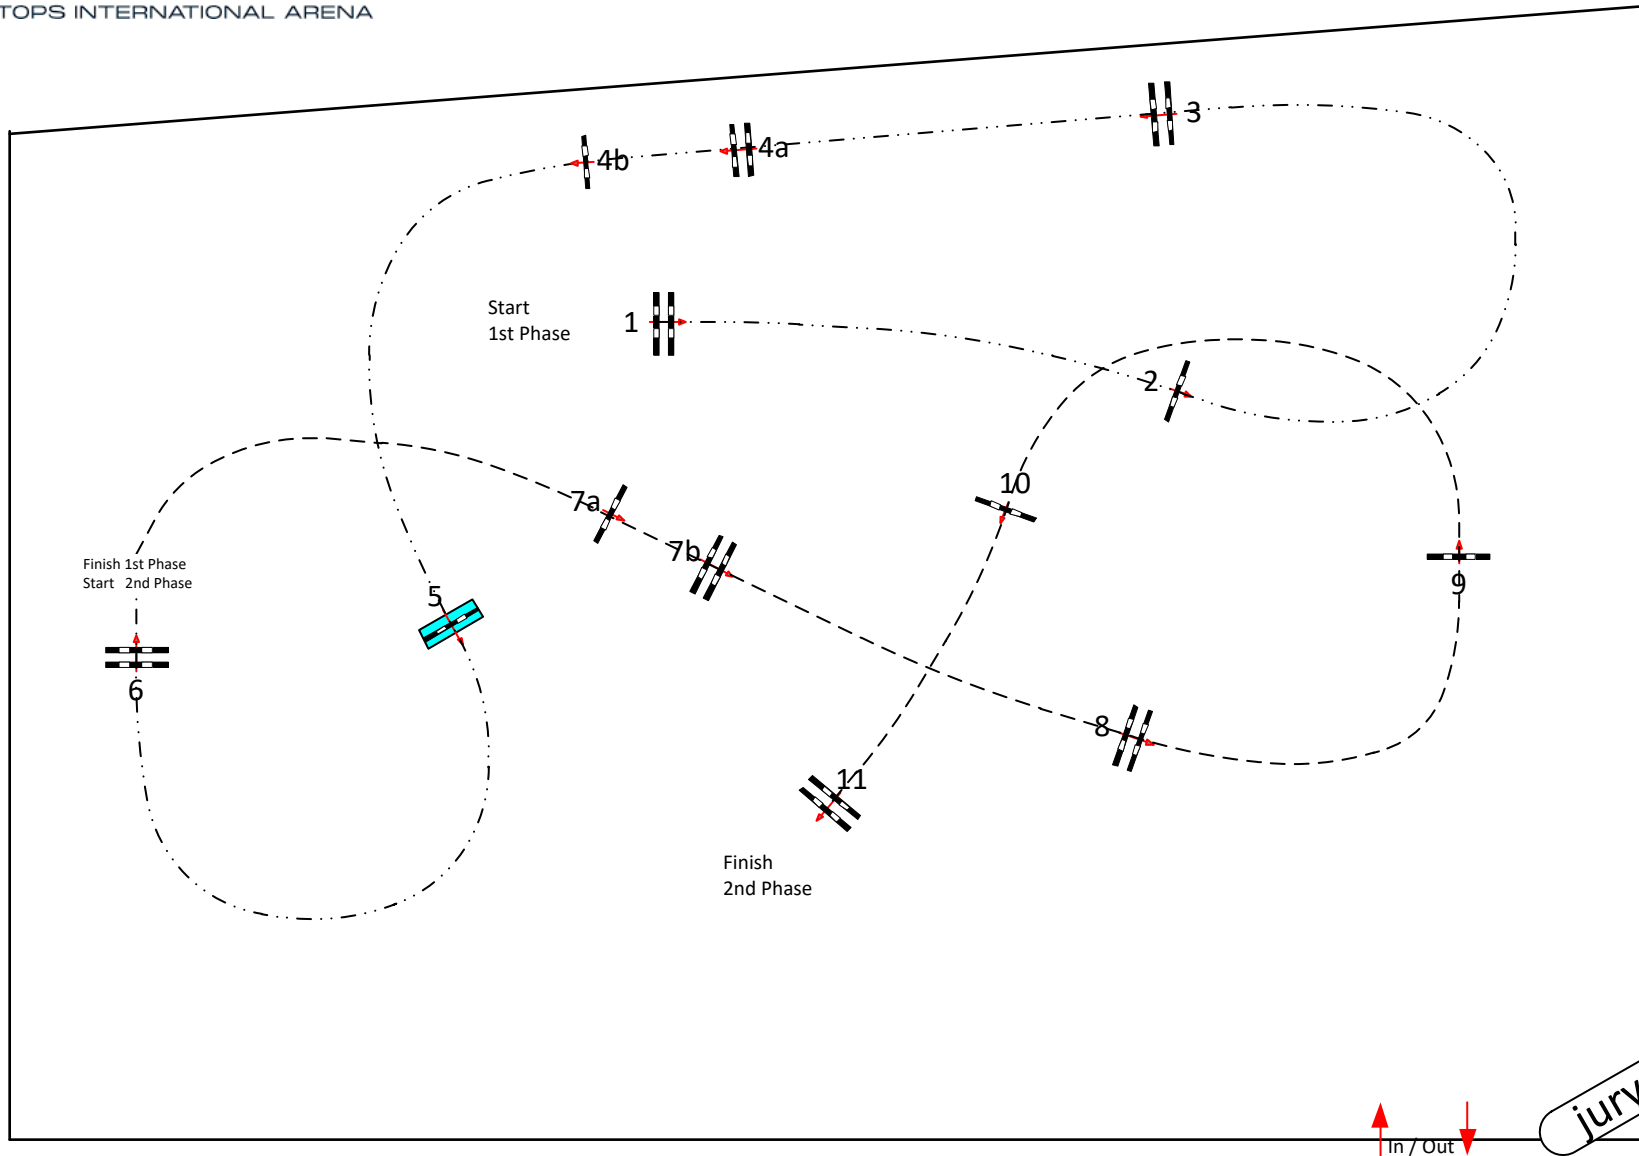 TOPS INTERNATIONAL ARENA
3
4a
4b
Start
1st Phase
1
2
10
7a
7b
Finish 1st Phase
Start 2nd Phase
5
9
6
8
11
Finish
2nd Phase
In / Out
jury